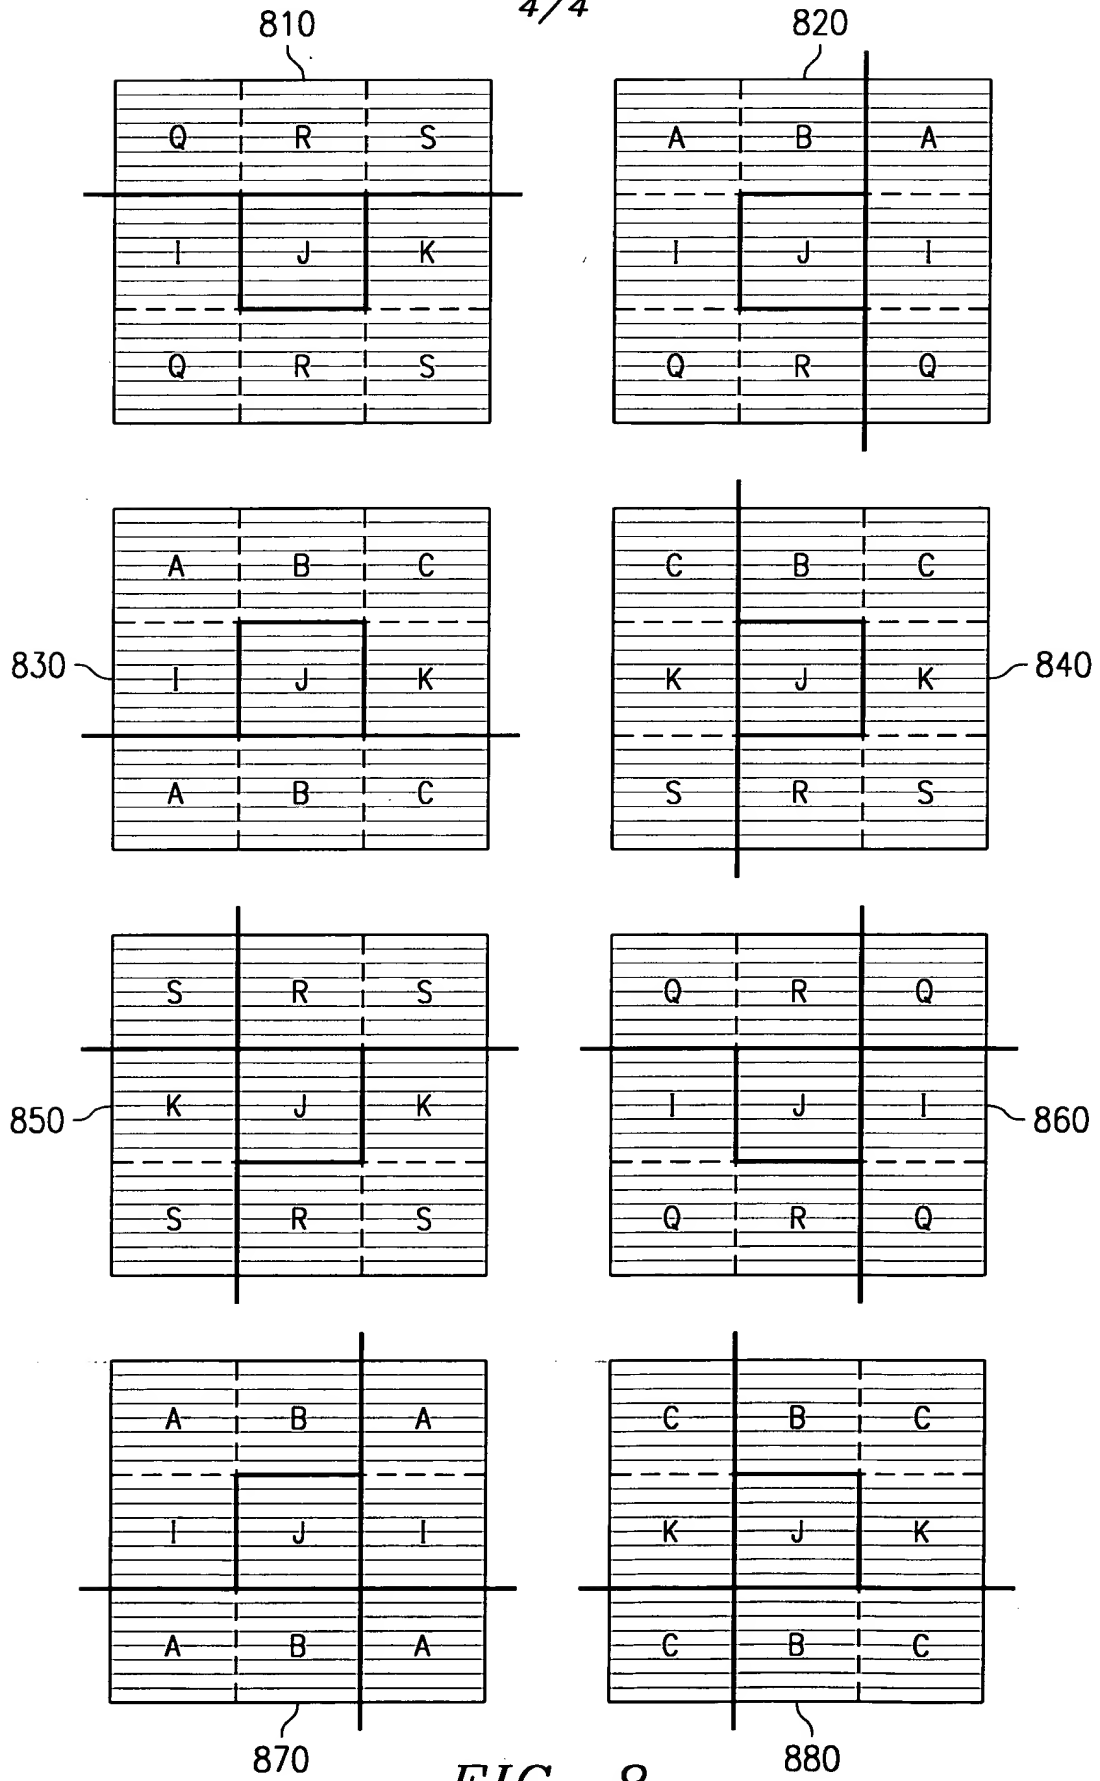 4/4
810 820
Q R S A B A
I J K I J I
Q R S Q R Q
A B C C B C
830 I J K K J K 840
A B C S R S
S R S Q R Q
850 K J K I J I 860
S R S Q R Q
A B A C B C
I J I K J K
A B A C B C
870 880